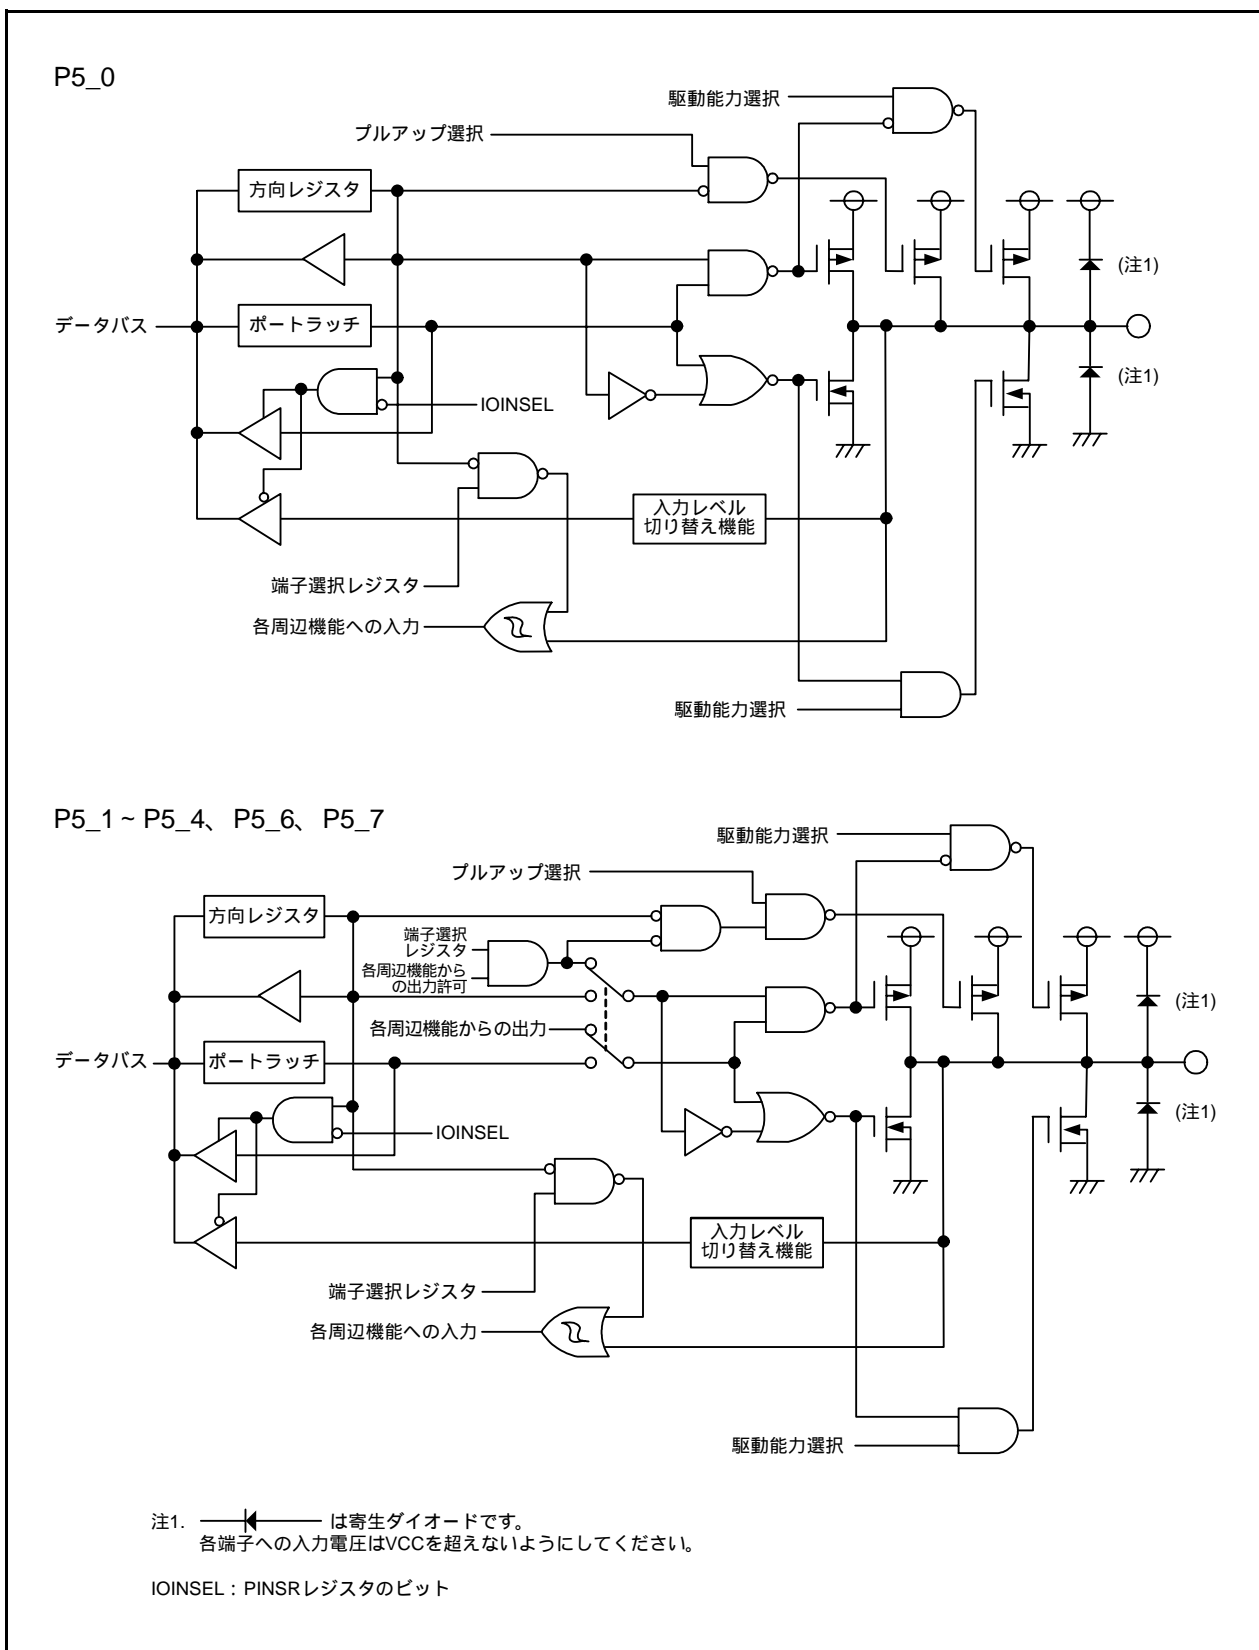 P5_0
駆動能力選択
プルアップ選択
方向レジスタ
(注1)
データバス
ポートラッチ
(注1)
IOINSEL
入力レベル
切り替え機能
端子選択レジスタ
各周辺機能への入力
駆動能力選択
P5_1 ~ P5_4、 P5_6、 P5_7
駆動能力選択
プルアップ選択
方向レジスタ
端子選択
レジスタ
各周辺機能から
の出力許可
(注1)
各周辺機能からの出力
データバス
ポートラッチ
(注1)
IOINSEL
入力レベル
切り替え機能
端子選択レジスタ
各周辺機能への入力
駆動能力選択
注1. は寄生ダイオードです。
各端子への入力電圧はVCCを超えないようにしてください。
IOINSEL : PINSRレジスタのビット